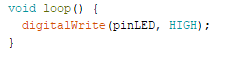 void loop() {
  digitalWrite(pinLED, HIGH);
}